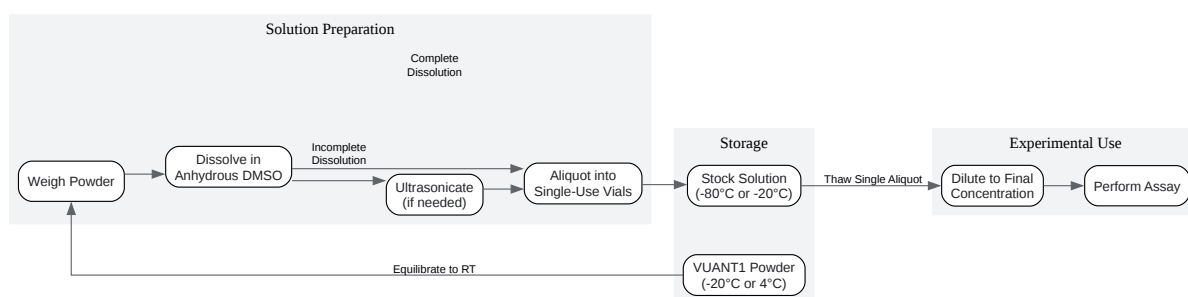 Solution Preparation
Complete
Dissolution
Weigh Powder
Dissolve in
Anhydrous DMSO
Incomplete
Dissolution
Ultrasonicate
(if needed)
Aliquot into
Single-Use Vials
Storage
Stock Solution
(-80°C or -20°C)
VUANT1 Powder
(-20°C or 4°C)
Equilibrate to RT
Thaw Single Aliquot
Experimental Use
Dilute to Final
Concentration
Perform Assay